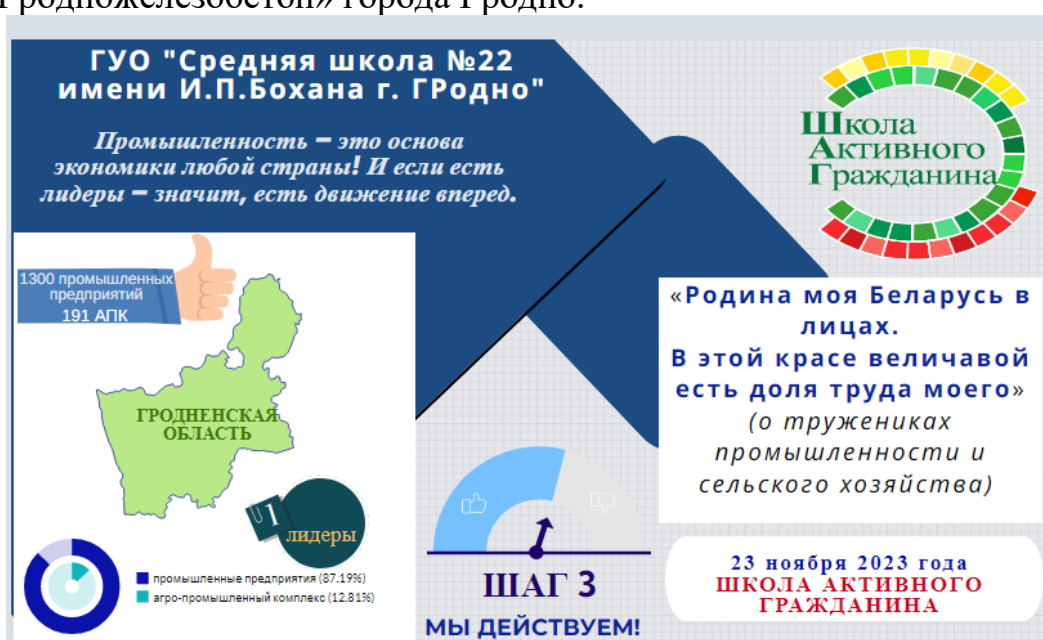 «Гродножелезобетон» города Гродно.
ГУО "Средняя школа №22
имени И.П.Бохана г. ГРодно"
Промышленность – это основа
экономики любой страны! И если есть
лидеры – значит, есть движение вперед.
Школа
Активного
Гражданина
1300 промышленных
предприятий
191 АПК
ГРОДНЕНСКАЯ
ОБЛАСТЬ
1
лидеры
промышленные предприятия (87.19%)
агро-промышленный комплекс (12.81%)
ШАГ 3
МЫ ДЕЙСТВУЕМ!
«Родина моя Беларусь в
лицах.
В этой красе величавой
есть доля труда моего»
(о тружениках
промышленности и
сельского хозяйства)
23 ноября 2023 года
ШКОЛА АКТИВНОГО
ГРАЖДАНИНА